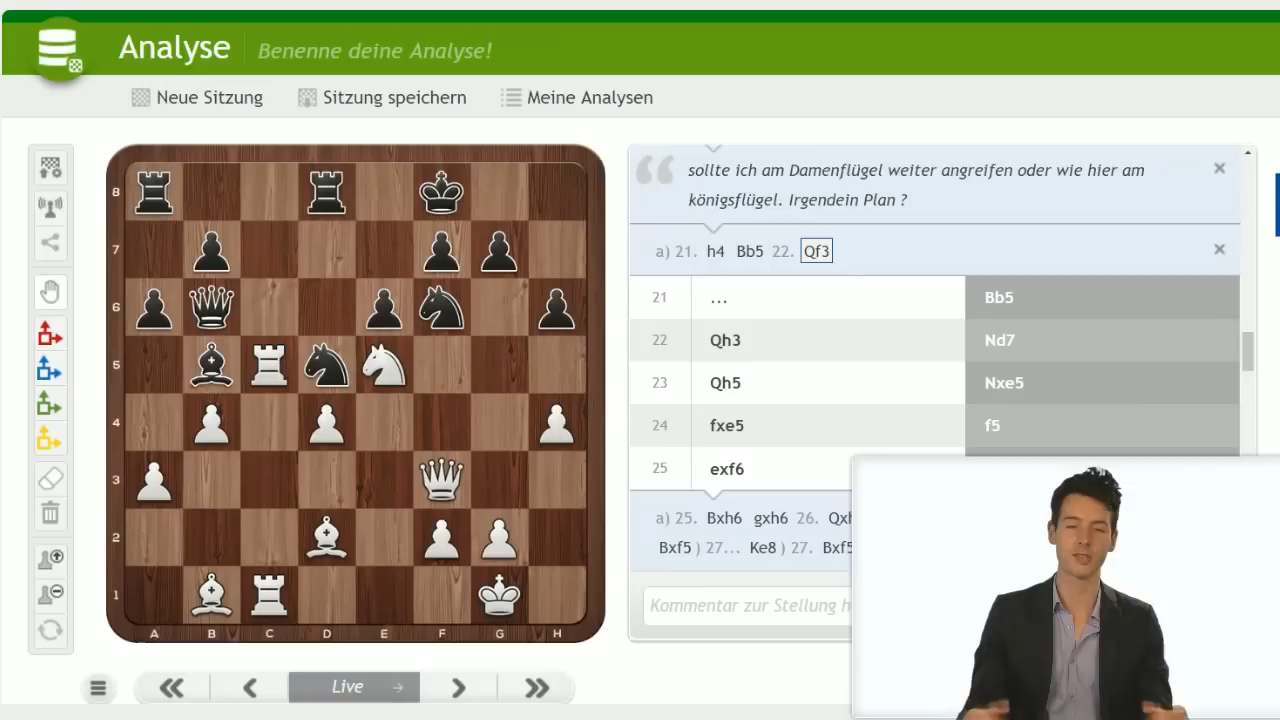 Analyse
Benenne deine Analyse!
Neue Sitzung
Sitzung speichern
Meine Analysen
8
7
6
5
4
3
2
1
A B C D E F G H
Live
sollte ich am Damenflügel weiter angreifen oder wie hier am
königsflügel. Irgendein Plan ?
a) 21. h4 Bb5 22. Qf3
21 ... Bb5
22 Qh3 Nd7
23 Qh5 Nxe5
24 fxe5 f5
25 exf6
a) 25. Bxh6 gxh6 26.
Bxf5 ) 27... Ke8 ) 27. Bxf5
Kommentar zur Stellung